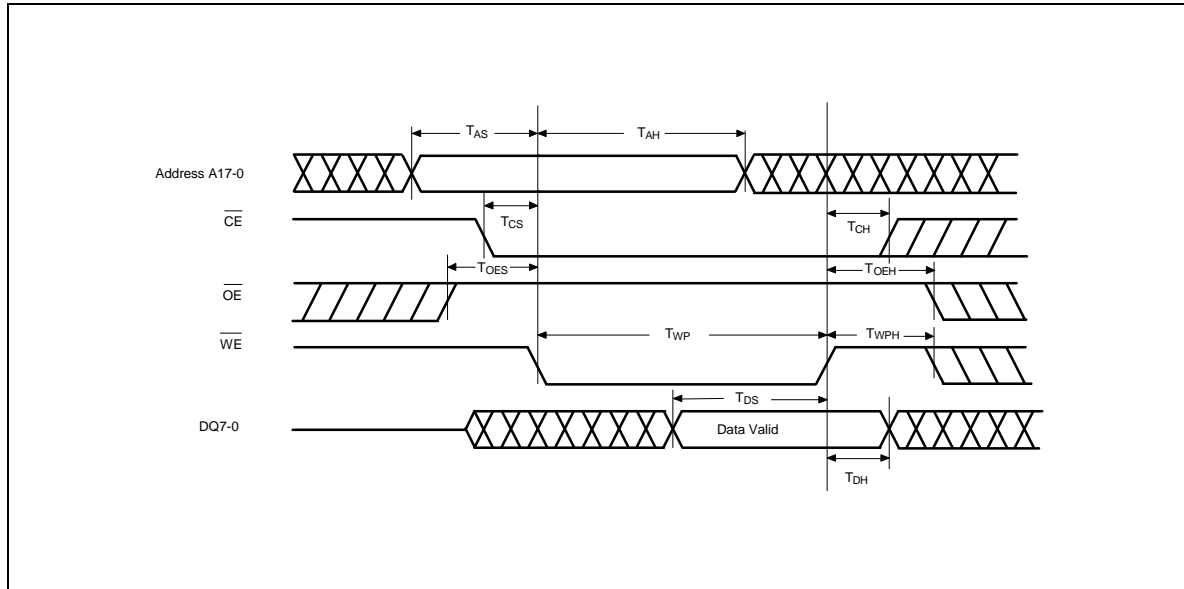 TAS
TAH
Address A17-0
TCS
TCH
CE
TOES
TOEH
OE
TWP
TWPH
WE
TDS
DQ7-0
Data Valid
TDH